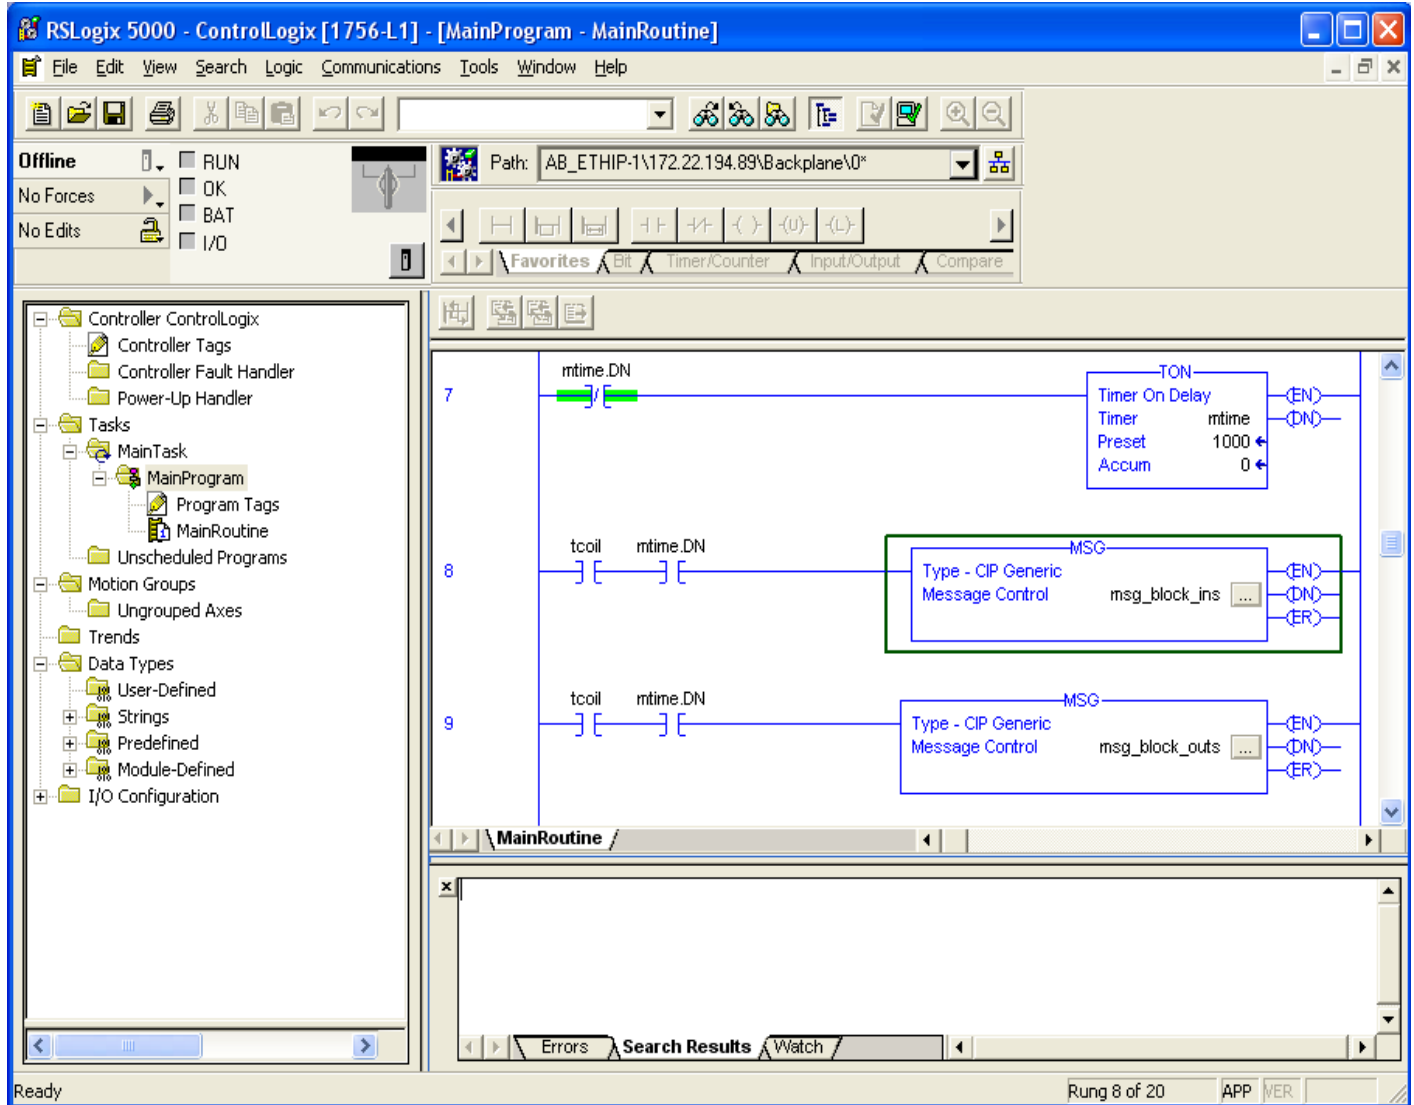 RSLogix 5000 - ControlLogix [1756-L1] - [MainProgram - MainRoutine]
File Edit View Search Logic Communications Tools Window Help
Offline
RUN
No Forces
OK
BAT
No Edits
I/O
Path: AB_ETHIP-1\172.22.194.89\Backplane\0*
Favorites Bit Timer/Counter Input/Output Compare
Controller ControlLogix
Controller Tags
Controller Fault Handler
Power-Up Handler
Tasks
MainTask
MainProgram
Program Tags
MainRoutine
Unscheduled Programs
Motion Groups
Ungrouped Axes
Trends
Data Types
User-Defined
Strings
Predefined
Module-Defined
I/O Configuration
mtime.DN
TON
7
Timer On Delay (EN)
Timer mtime (DN)
Preset 1000
Accum 0
tcoil mtime.DN
MSG
8
Type - CIP Generic (EN)
Message Control msg_block_ins ... (DN)
(ER)
tcoil mtime.DN
MSG
9
Type - CIP Generic (EN)
Message Control msg_block_outs ... (DN)
(ER)
MainRoutine
Errors Search Results Watch
Ready
Rung 8 of 20 APP VER